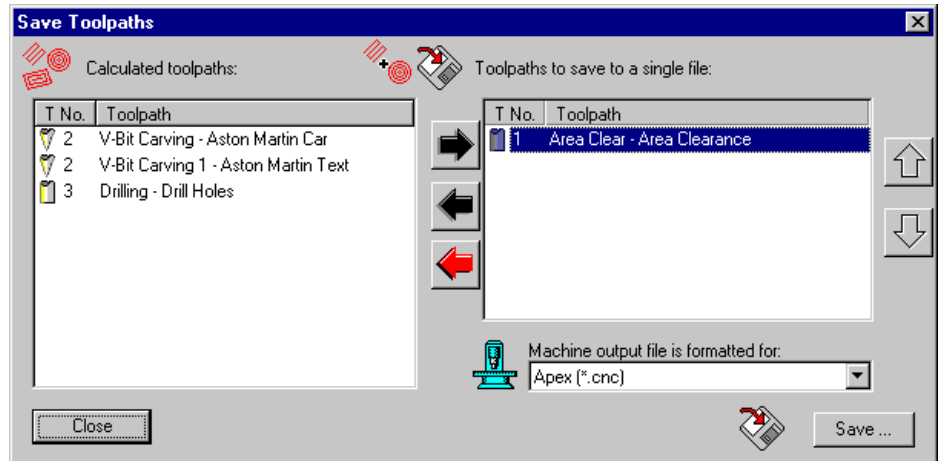 Save Toolpaths
Calculated toolpaths:
T No. Toolpath
2 V-Bit Carving - Aston Martin Car
2 V-Bit Carving 1 - Aston Martin Text
3 Drilling - Drill Holes
Toolpaths to save to a single file:
T No. Toolpath
1 Area Clear - Area Clearance
Machine output file is formatted for:
Apex (*.cnc)
Close
Save ...